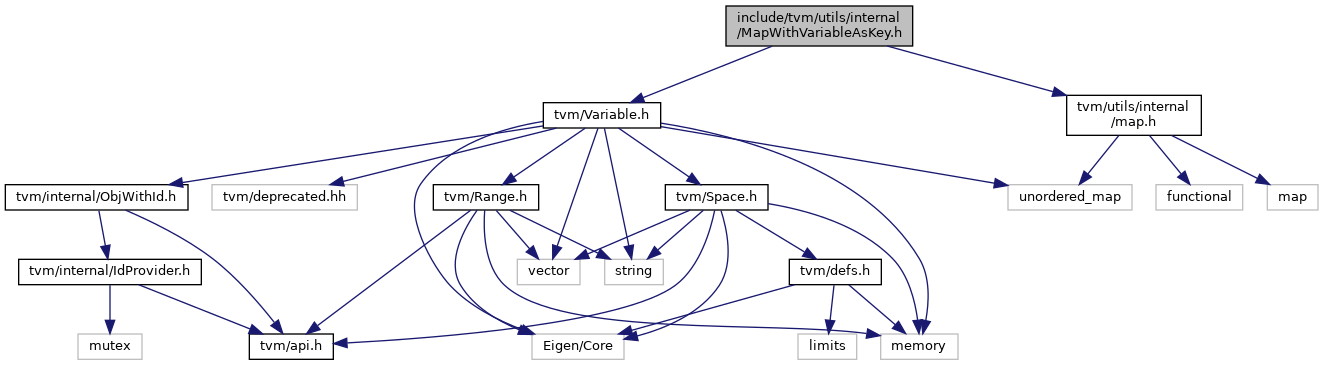 include/tvm/utils/internal
/MapWithVariableAsKey.h
tvm/Variable.h
tvm/utils/internal
/map.h
tvm/internal/ObjWithId.h
tvm/deprecated.hh
tvm/Range.h
tvm/Space.h
unordered_map
functional
map
tvm/internal/IdProvider.h
vector
string
tvm/defs.h
mutex
tvm/api.h
Eigen/Core
limits
memory